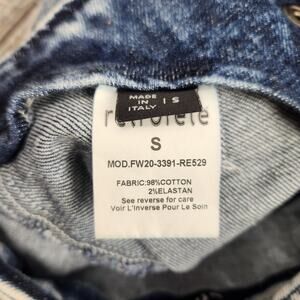 MADE
IN
ITALY
S
retrofete
S
MOD.FW20-3391-RE529
FABRIC:98%COTTON
2%ELASTAN
See reverse for care
Voir L'Inverse Pour Le Soin